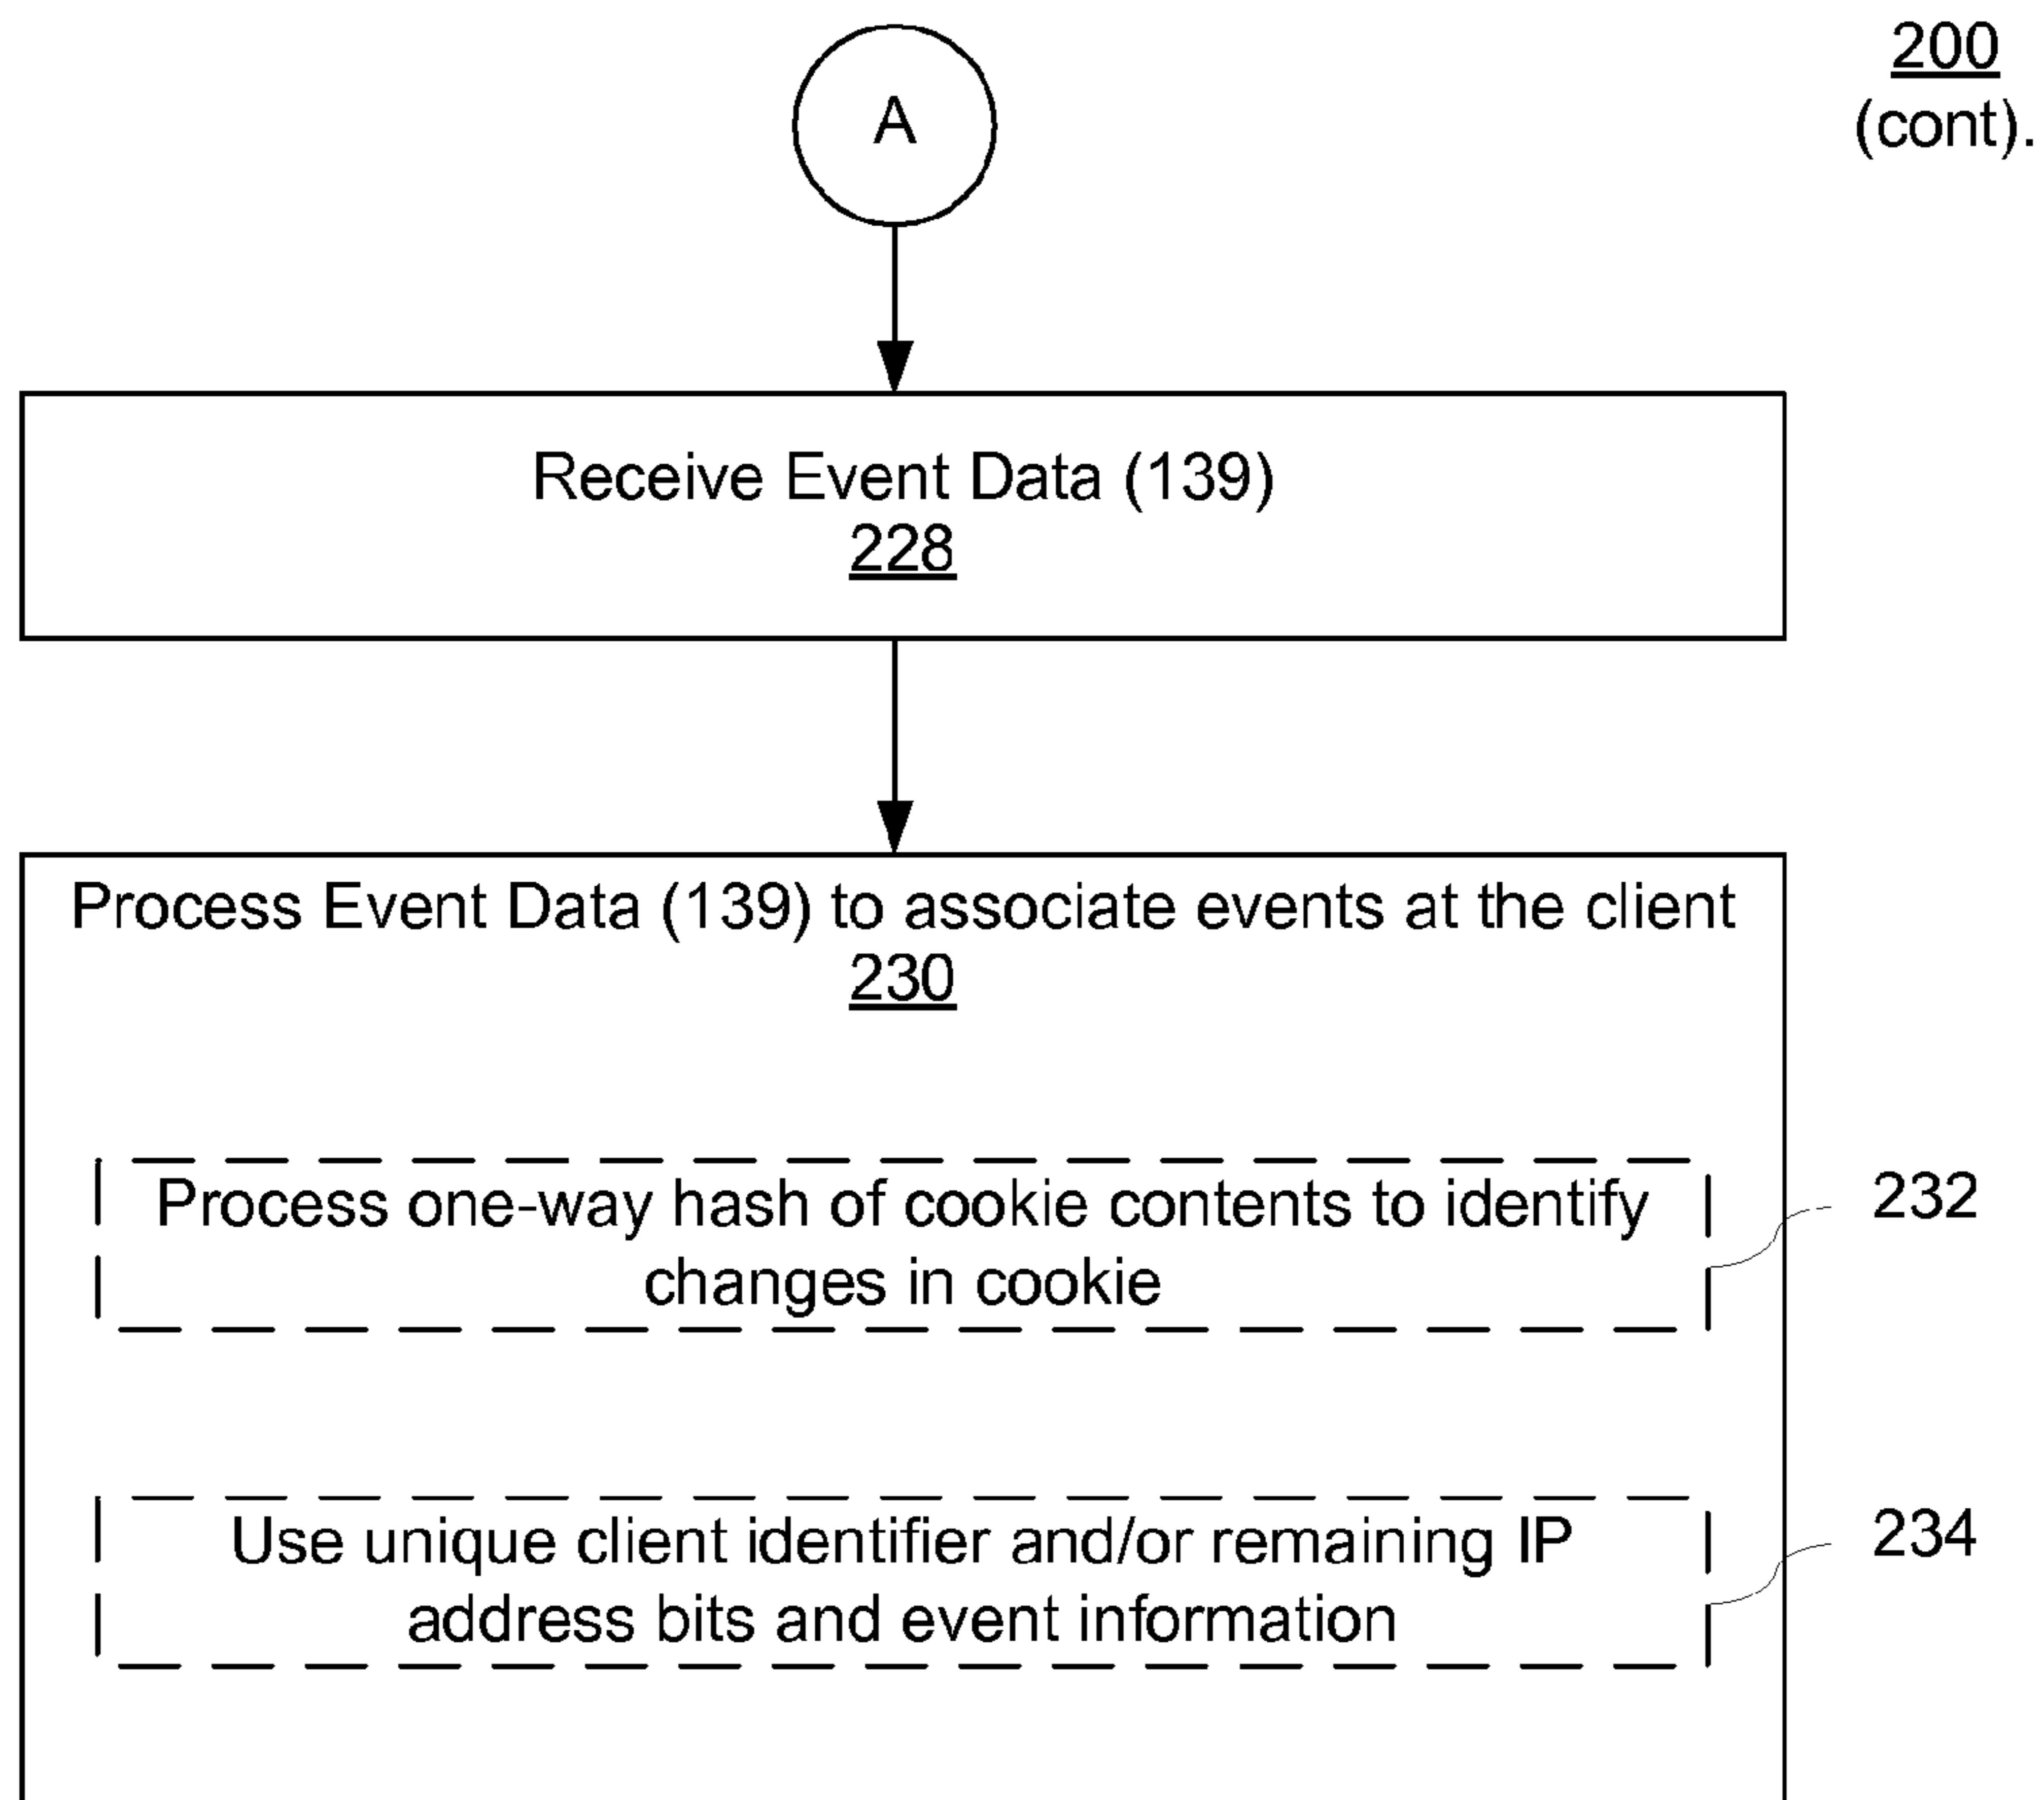 200
(cont).
A
Receive Event Data (139)
228
Process Event Data (139) to associate events at the client
230
Process one-way hash of cookie contents to identify
changes in cookie
232
Use unique client identifier and/or remaining IP
address bits and event information
234